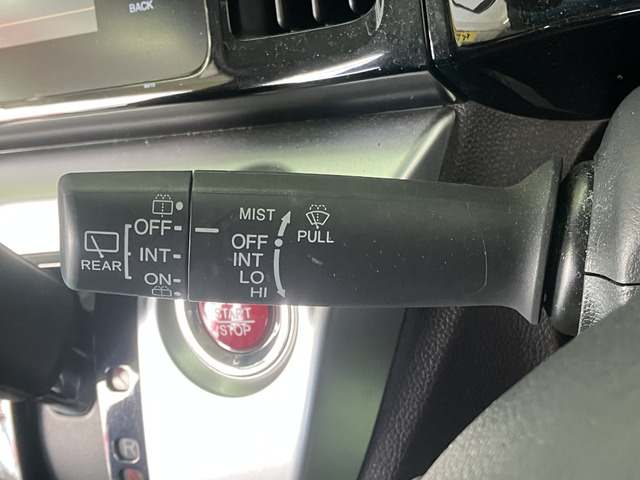 BACK
MIST
OFF
OFF
PULL
REAR
INT
INT
ON
LO
HI
START
STOP
R